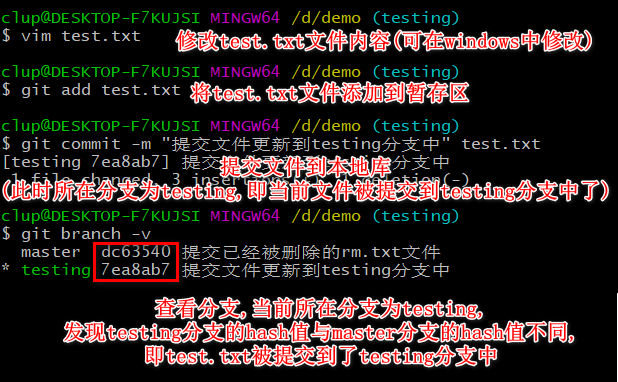 clup@DESKTOP-F7KUJSI MINGW64 /d/demo (testing)
$ vim test.txt
修改test.txt文件内容(可在windows中修改)
clup@DESKTOP-F7KUJSI MINGW64 /d/demo (testing)
$ git add test.txt
将test.txt文件添加到暂存区
clup@DESKTOP-F7KUJSI MINGW64 /d/demo (testing)
$ git commit -m "提交文件更新到testing分支中" test.txt
[testing 7ea8ab7] 提交
分支中
提交文件到本地库
1 file changed, 3
(-)
(此时所在分支为testing,即当前文件被提交到testing分支中了)
clup@DESKTOP-F7KUJSI MINGW64 /d/demo (testing)
$ git branch -v
master dc63540 提交已经被删除的rm.txt文件
* testing 7ea8ab7 提交文件更新到testing分支中
查看分支,当前所在分支为testing,
发现testing分支的hash值与master分支的hash值不同,
即test.txt被提交到了testing分支中